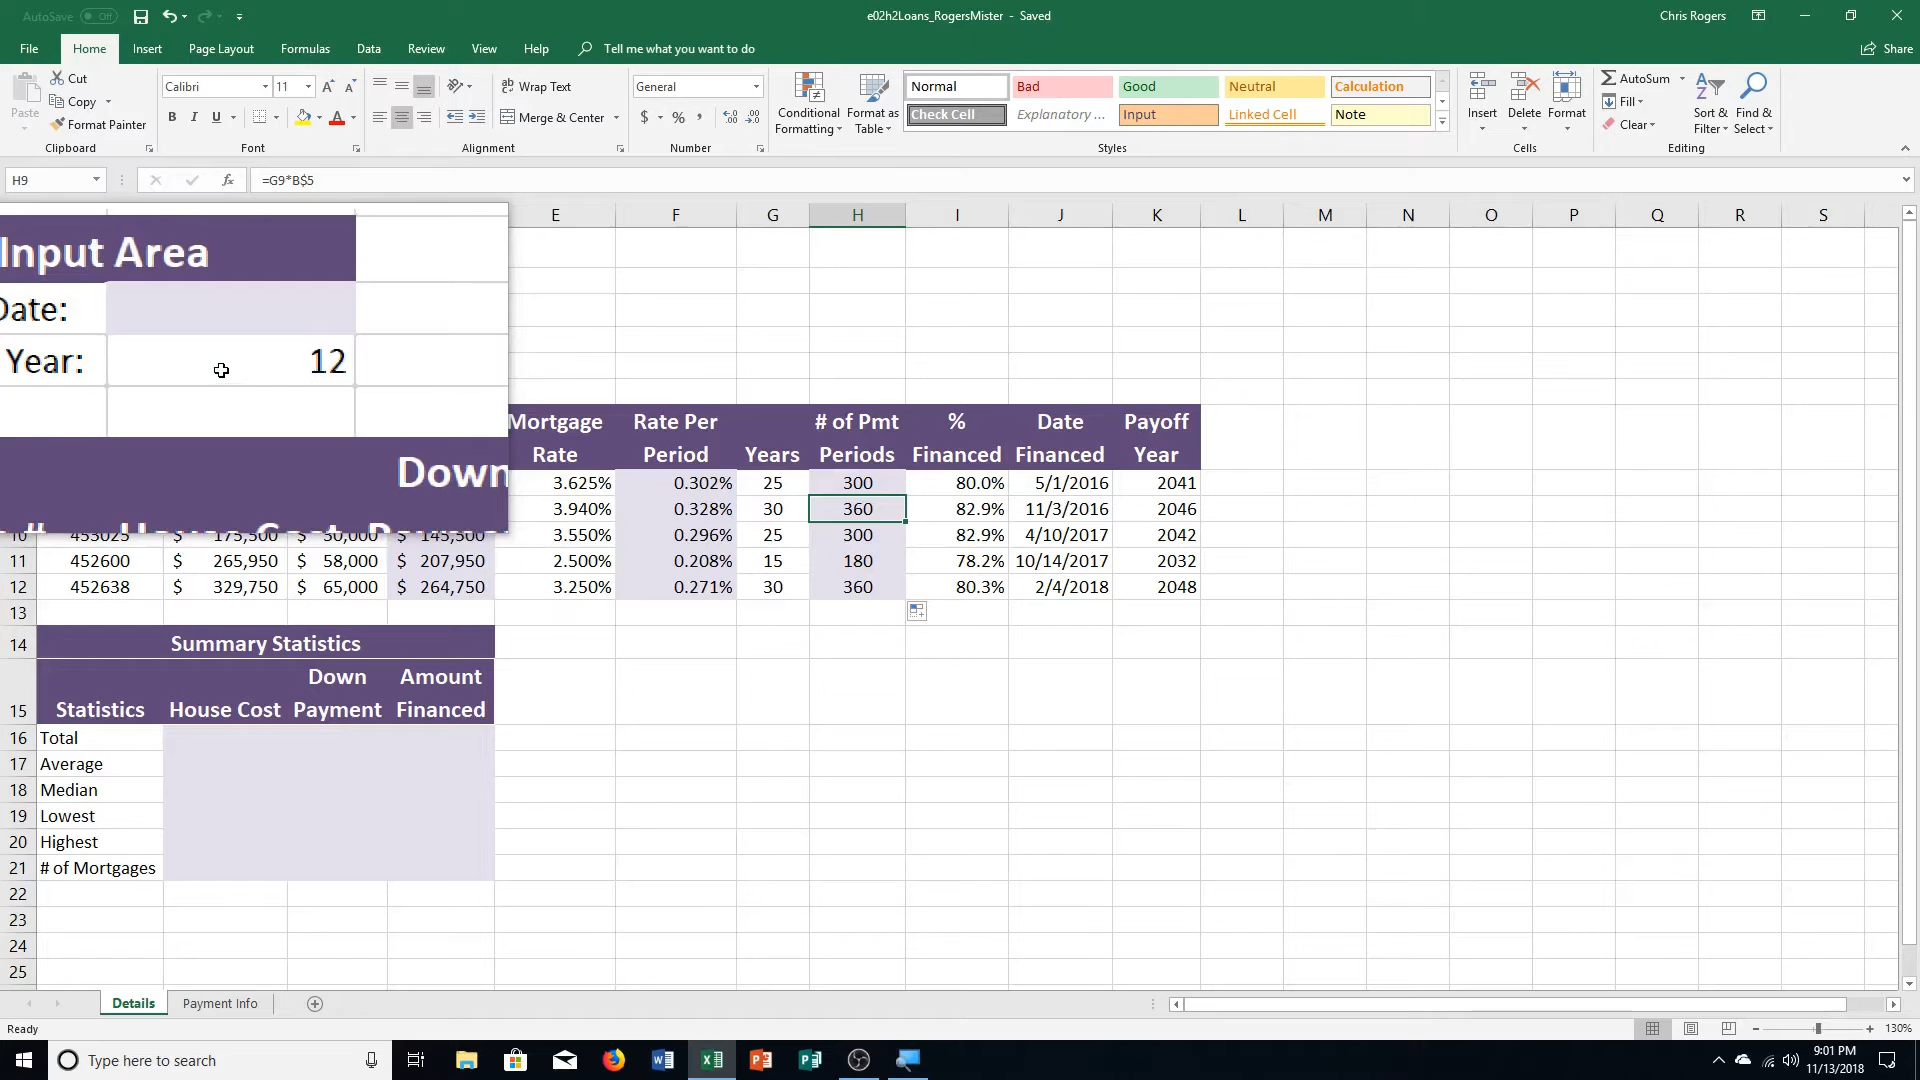 AutoSave Off
e02h2Loans_RogersMister - Saved
Chris Rogers
File Home Insert Page Layout Formulas Data Review View Help Tell me what you want to do Share
Paste Cut Copy Format Painter Clipboard
Calibri 11 A A B I U A Font
Wrap Text Merge & Center Alignment
General $ % , Number
Conditional Formatting Format as Table
Normal Bad Good Neutral Calculation
Check Cell Explanatory ... Input Linked Cell Note
Styles
Insert Delete Format Cells
AutoSum Fill Clear Sort & Filter Find & Select Editing
H9 fx =G9*B$5
E F G H I J K L M N O P Q R S
Input Area
Date:
Year: 12
Down
Mortgage Rate Per # of Pmt % Date Payoff
Rate Period Years Periods Financed Financed Year
3.625% 0.302% 25 300 80.0% 5/1/2016 2041
3.940% 0.328% 30 360 82.9% 11/3/2016 2046
10 453025 $ 175,500 $ 30,000 $ 145,500 3.550% 0.296% 25 300 82.9% 4/10/2017 2042
11 452600 $ 265,950 $ 58,000 $ 207,950 2.500% 0.208% 15 180 78.2% 10/14/2017 2032
12 452638 $ 329,750 $ 65,000 $ 264,750 3.250% 0.271% 30 360 80.3% 2/4/2018 2048
13
14 Summary Statistics
Down Amount
15 Statistics House Cost Payment Financed
16 Total
17 Average
18 Median
19 Lowest
20 Highest
21 # of Mortgages
22
23
24
25
Details Payment Info
Ready 130%
Type here to search
9:01 PM
11/13/2018